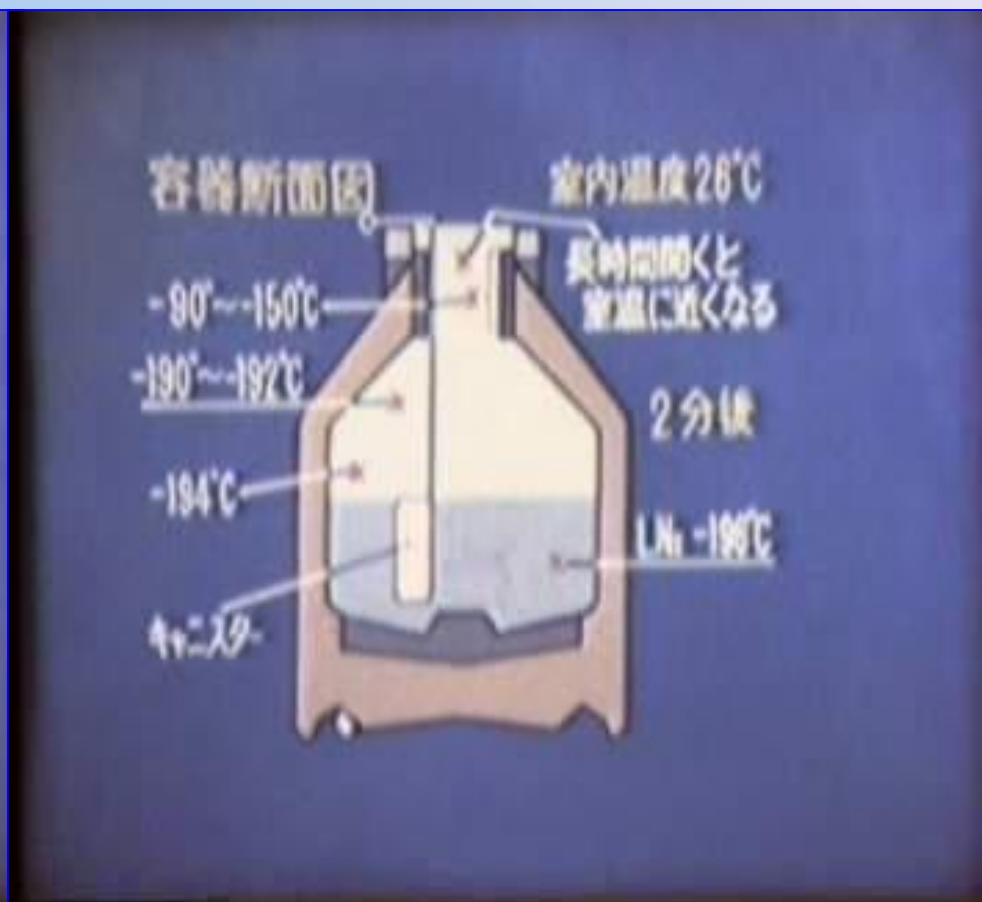 容器断面図
室内温度26°C
長時間開くと
室温に近くなる
-90°~-150°C
-190°~-192°C
2分後
-194°C
LN₂ -196°C
キャニスター